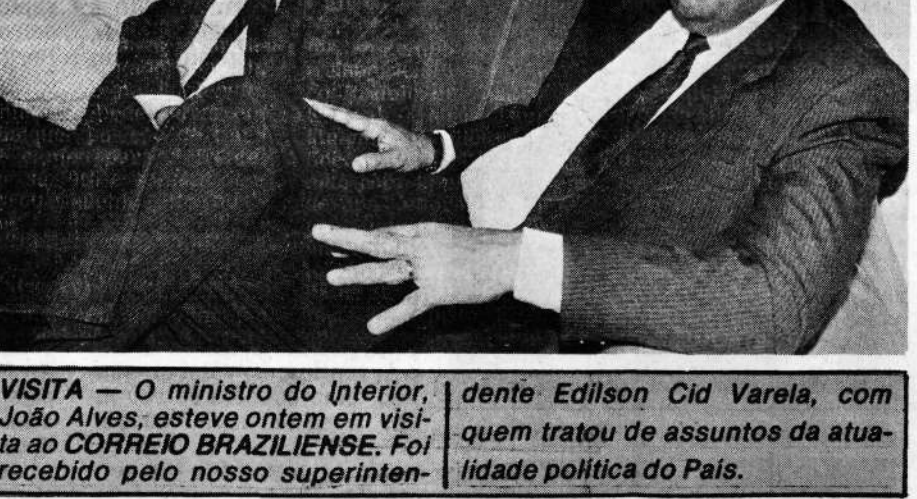 VISITA — O ministro do Interior,
João Alves, esteve ontem em visi-
ta ao CORREIO BRAZILIENSE. Foi
recebido pelo nosso superinten-
dente Edilson Cid Varela, com
quem tratou de assuntos da atua-
lidade política do País.